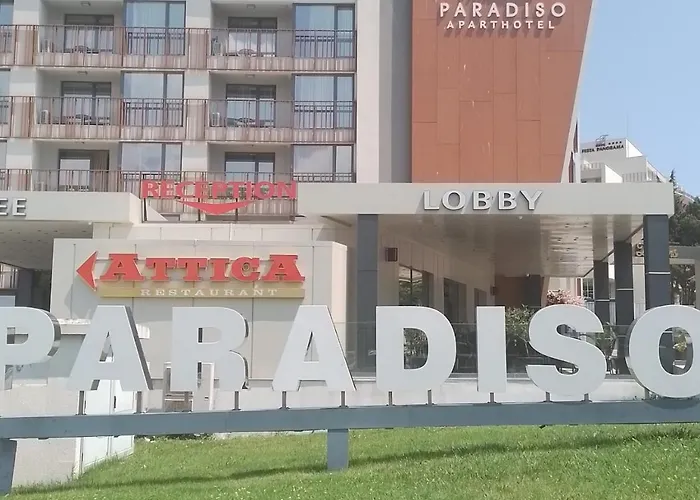 PARADISO
APARTHOTEL
RECEPTION
LOBBY
ATTICA
RESTAURANT
PARADISO